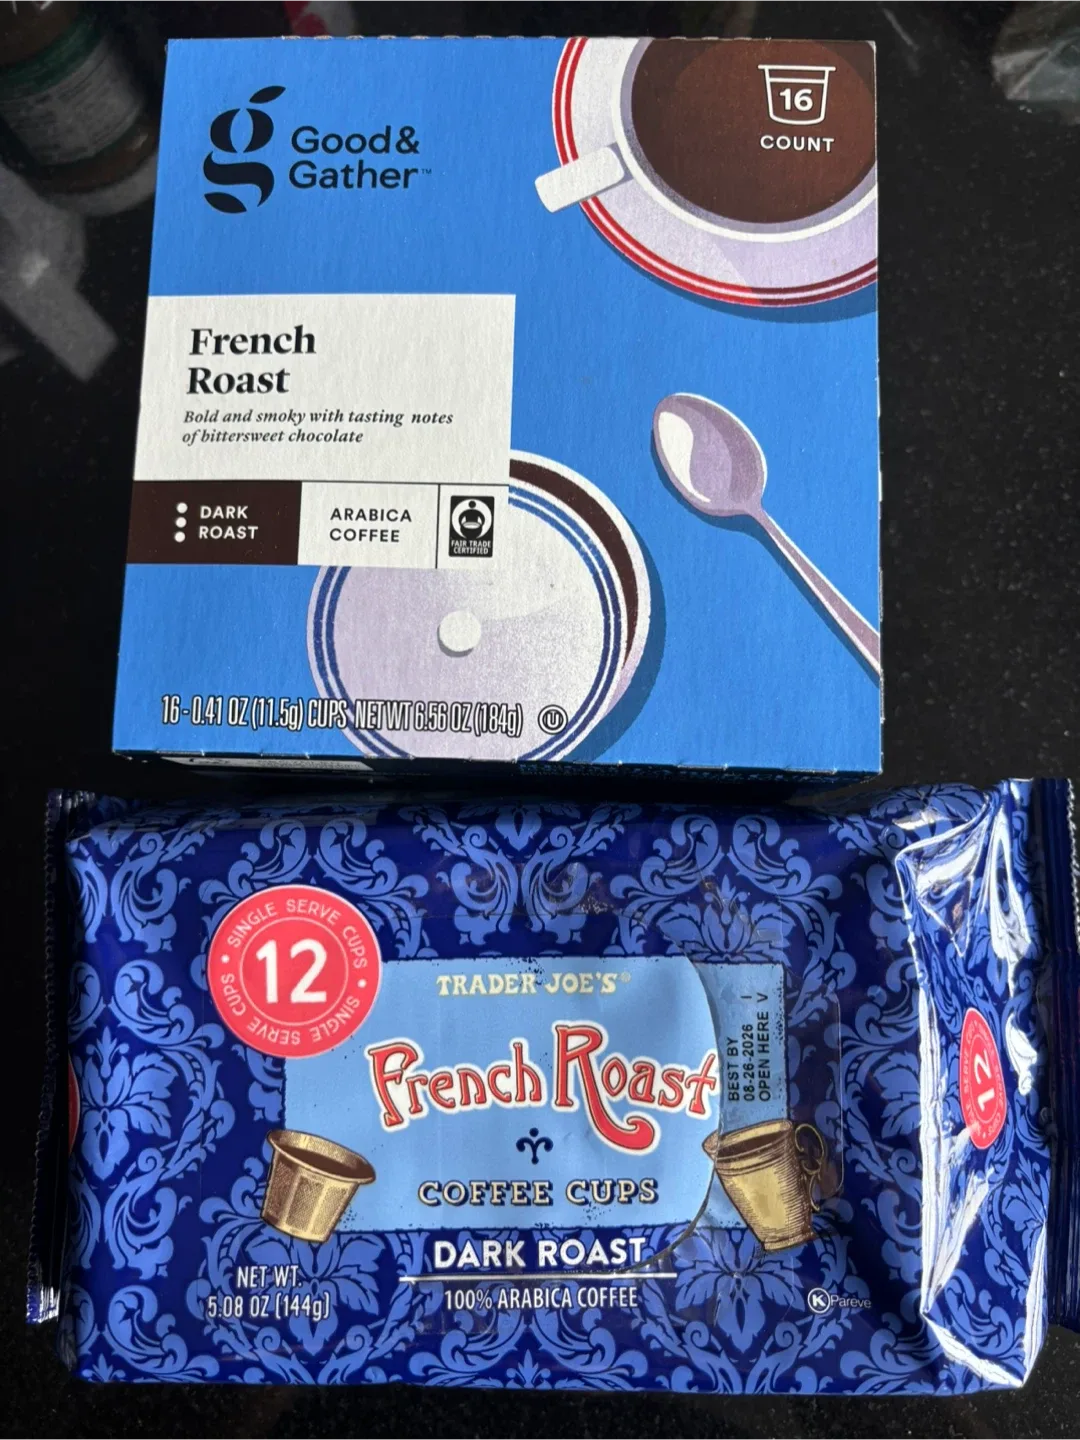 Good&
Gather™
16
COUNT
French
Roast
Bold and smoky with tasting notes
of bittersweet chocolate
DARK
ROAST
ARABICA
COFFEE
FAIR TRADE
CERTIFIED
16 - 0.41 OZ (11.5g) CUPS NET WT 6.56 OZ (184g) U
SINGLE SERVE CUPS • SINGLE SERVE CUPS •
12
TRADER JOE'S®
French Roast
COFFEE CUPS
DARK ROAST
100% ARABICA COFFEE
BEST BY
08-26-2026 I
OPEN HERE V
NET WT.
5.08 OZ (144g)
K Pareve
12